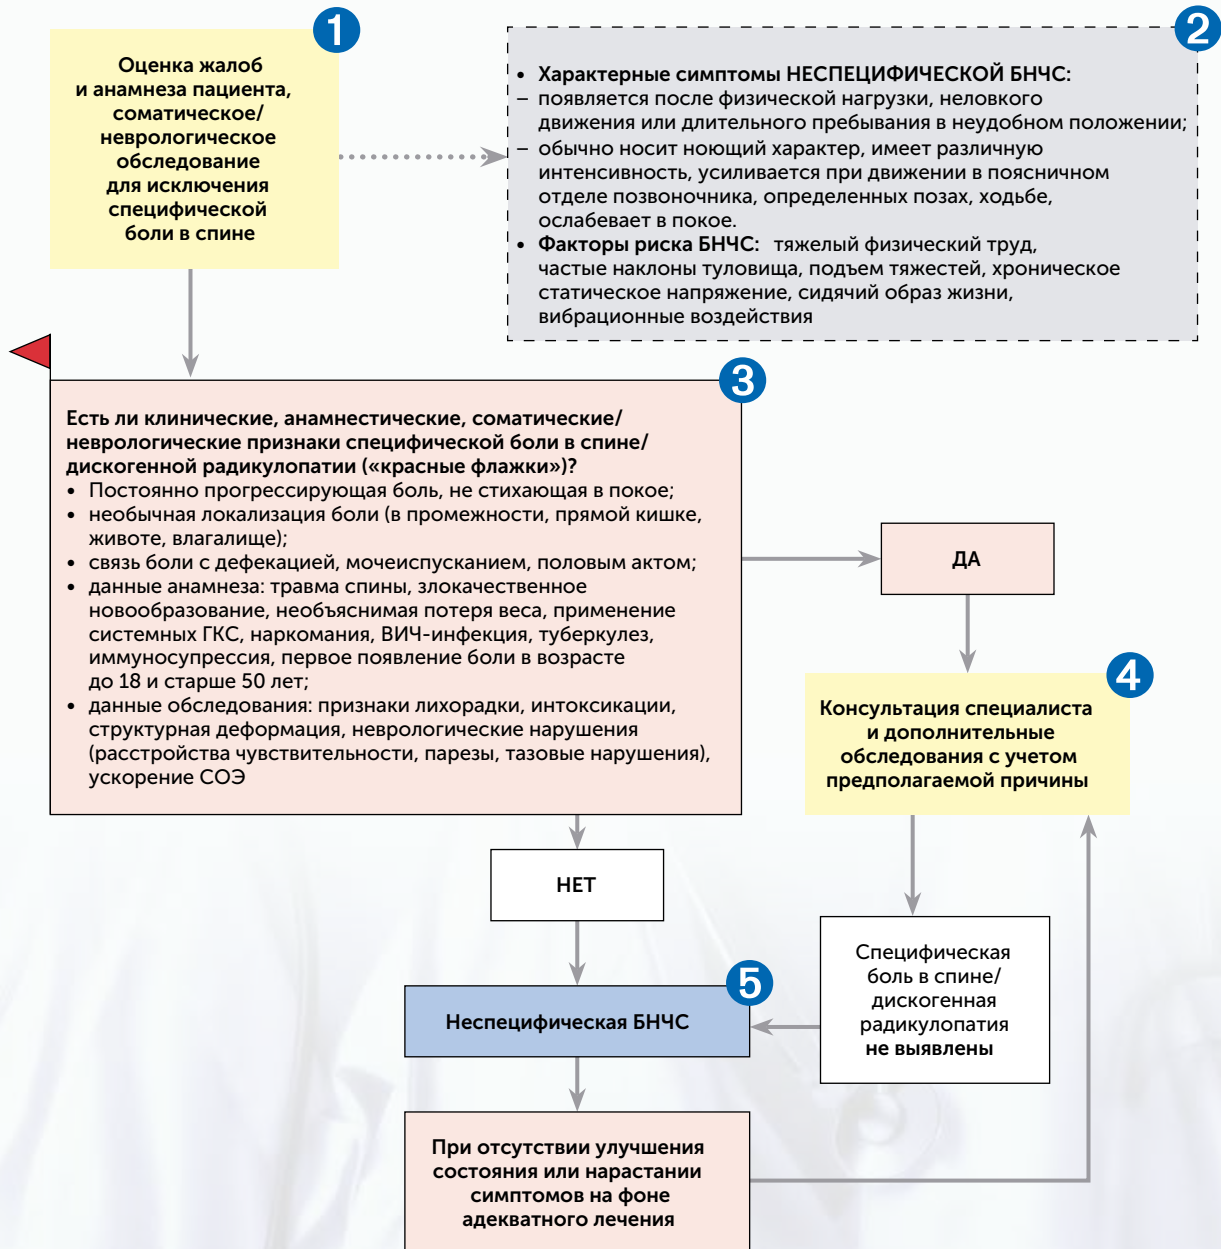 1
Оценка жалоб
и анамнеза пациента,
соматическое/
неврологическое
обследование
для исключения
специфической
боли в спине
2
• Характерные симптомы НЕСПЕЦИФИЧЕСКОЙ БНЧС:
– появляется после физической нагрузки, неловкого
движения или длительного пребывания в неудобном положении;
– обычно носит ноющий характер, имеет различную
интенсивность, усиливается при движении в поясничном
отделе позвоночника, определенных позах, ходьбе,
ослабевает в покое.
• Факторы риска БНЧС: тяжелый физический труд,
частые наклоны туловища, подъем тяжестей, хроническое
статическое напряжение, сидячий образ жизни,
вибрационные воздействия
3
Есть ли клинические, анамнестические, соматические/
неврологические признаки специфической боли в спине/
дискогенной радикулопатии («красные флажки»)?
• Постоянно прогрессирующая боль, не стихающая в покое;
• необычная локализация боли (в промежности, прямой кишке,
животе, влагалище);
• связь боли с дефекацией, мочеиспусканием, половым актом;
• данные анамнеза: травма спины, злокачественное
новообразование, необъяснимая потеря веса, применение
системных ГКС, наркомания, ВИЧ-инфекция, туберкулез,
иммуносупрессия, первое появление боли в возрасте
до 18 и старше 50 лет;
• данные обследования: признаки лихорадки, интоксикации,
структурная деформация, неврологические нарушения
(расстройства чувствительности, парезы, тазовые нарушения),
ускорение СОЭ
ДА
4
Консультация специалиста
и дополнительные
обследования с учетом
предполагаемой причины
НЕТ
Специфическая
боль в спине/
дискогенная
радикулопатия
не выявлены
5
Неспецифическая БНЧС
При отсутствии улучшения
состояния или нарастании
симптомов на фоне
адекватного лечения